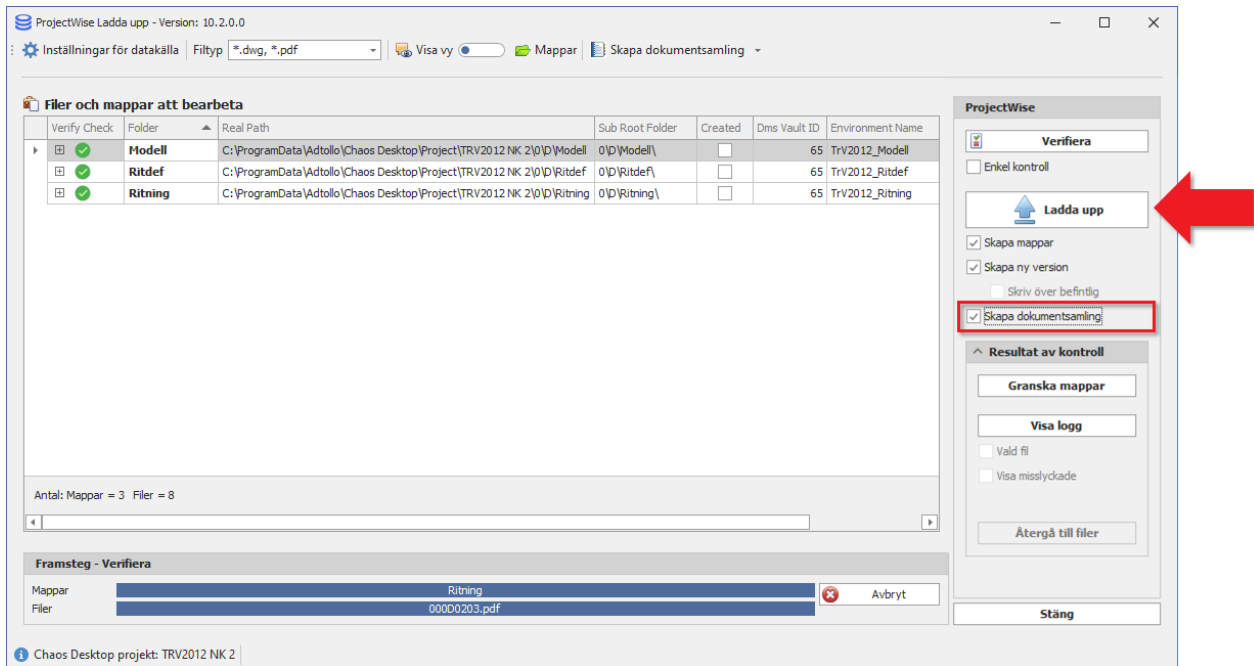 ProjectWise Ladda upp - Version: 10.2.0.0
Inställningar för datakälla Filtyp *.dwg, *.pdf Visa vy Mappar Skapa dokumentsamling
Filer och mappar att bearbeta
Verify Check Folder Real Path Sub Root Folder Created Dms Vault ID Environment Name
Modell C:\ProgramData\Adtollo\Chaos Desktop\Project\TRV2012 NK 2\0\D\Modell 0\D\Modell\ 65 TrV2012_Modell
Ritdef C:\ProgramData\Adtollo\Chaos Desktop\Project\TRV2012 NK 2\0\D\Ritdef 0\D\Ritdef\ 65 TrV2012_Ritdef
Ritning C:\ProgramData\Adtollo\Chaos Desktop\Project\TRV2012 NK 2\0\D\Ritning 0\D\Ritning\ 65 TrV2012_Ritning
Antal: Mappar = 3 Filer = 8
Framsteg - Verifiera
Mappar Ritning
Filer 000D0203.pdf
Avbryt
ProjectWise
Verifiera
Enkel kontroll
Ladda upp
Skapa mappar
Skapa ny version
Skriv över befintlig
Skapa dokumentsamling
Resultat av kontroll
Granska mappar
Visa logg
Vald fil
Visa misslyckade
Återgå till filer
Stäng
Chaos Desktop projekt: TRV2012 NK 2